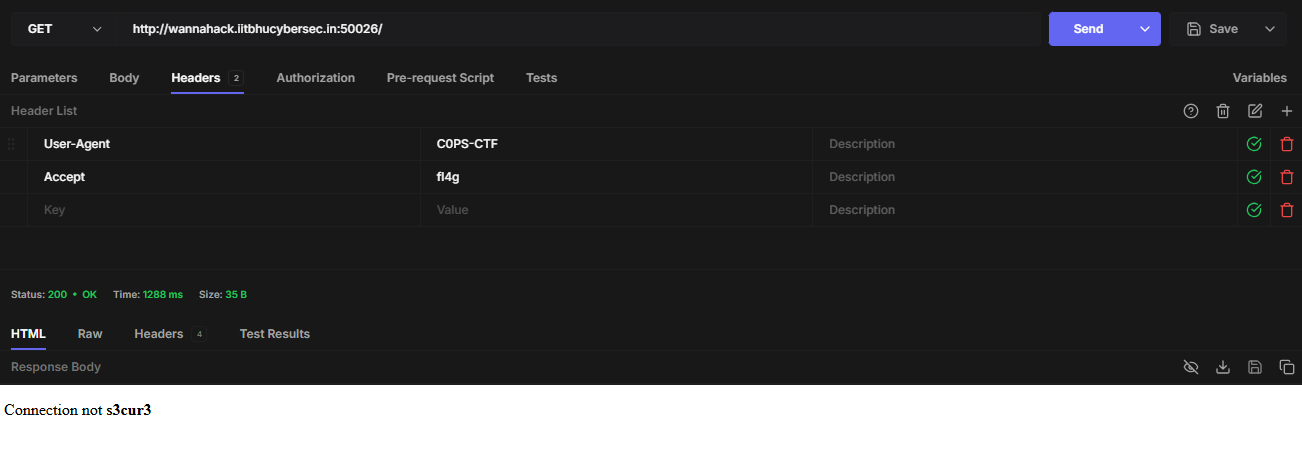 GET http://wannahack.iitbhucybersec.in:50026/ Send Save
Parameters Body Headers 2 Authorization Pre-request Script Tests Variables
Header List
User-Agent C0PS-CTF Description
Accept fl4g Description
Key Value Description
Status: 200 • OK Time: 1288 ms Size: 35 B
HTML Raw Headers 4 Test Results
Response Body
Connection not s3cur3